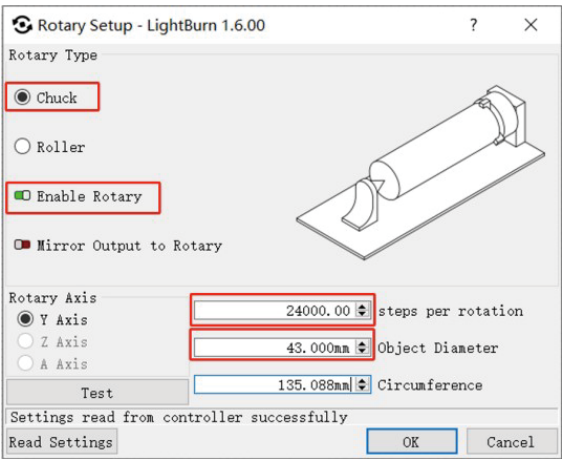 Rotary Setup - LightBurn 1.6.00
Rotary Type
Chuck
Roller
Enable Rotary
Mirror Output to Rotary
Rotary Axis
Y Axis
Z Axis
A Axis
Test
24000.00 steps per rotation
43.000mm Object Diameter
135.088mm Circumference
Settings read from controller successfully
Read Settings OK Cancel